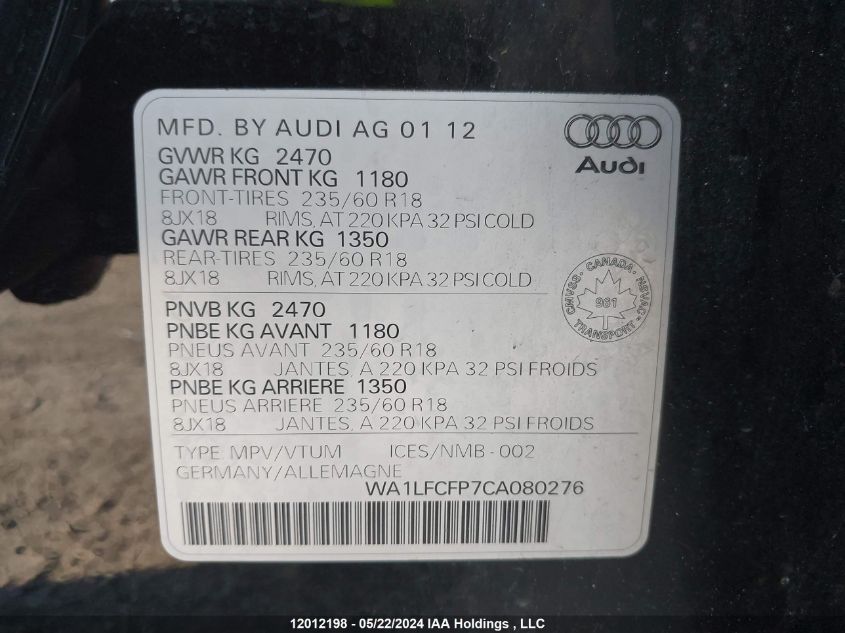 MFD. BY AUDI AG 01 12
Audi
GVWR KG 2470
GAWR FRONT KG 1180
FRONT-TIRES 235/60 R18
8JX18 RIMS, AT 220 KPA 32 PSI COLD
GAWR REAR KG 1350
REAR-TIRES 235/60 R18
8JX18 RIMS, AT 220 KPA 32 PSI COLD
CANADA
CMVSS - NSVAC
961
TRANSPORT
PNVB KG 2470
PNBE KG AVANT 1180
PNEUS AVANT 235/60 R18
8JX18 JANTES, A 220 KPA 32 PSI FROIDS
PNBE KG ARRIERE 1350
PNEUS ARRIERE 235/60 R18
8JX18 JANTES, A 220 KPA 32 PSI FROIDS
TYPE MPV/VTUM ICES/NMB - 002
GERMANY/ALLEMAGNE
WA1LFCFP7CA080276
12012198 - 05/22/2024 IAA Holdings , LLC